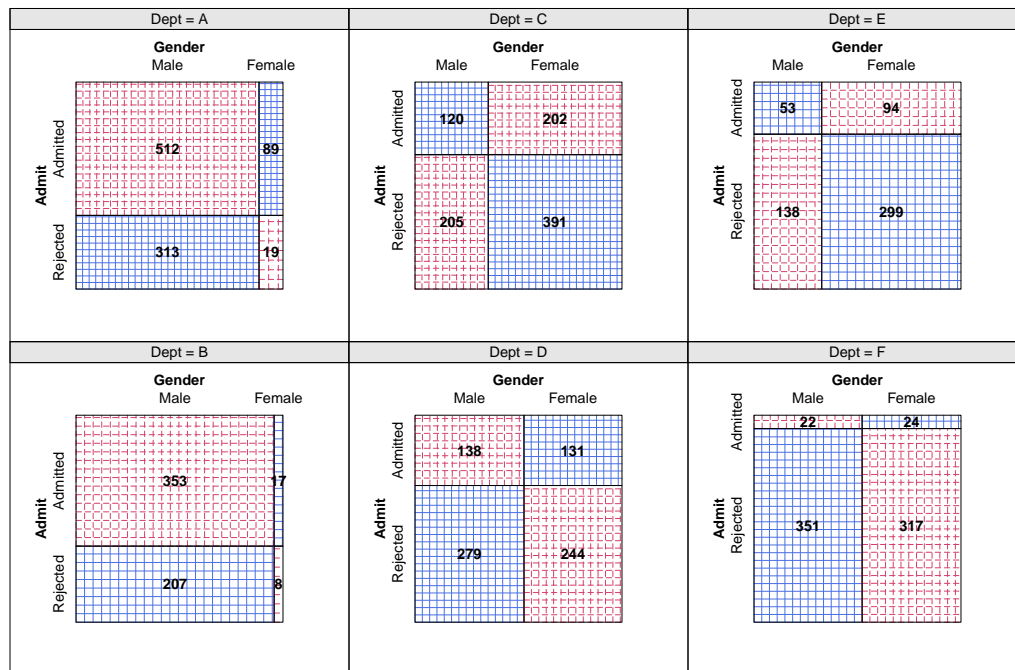 Dept = A
Gender
Male Female
Admit
Admitted
Rejected
512 89
313 19
Dept = C
Gender
Male Female
Admit
Admitted
Rejected
120 202
205 391
Dept = E
Gender
Male Female
Admit
Admitted
Rejected
53 94
138 299
Dept = B
Gender
Male Female
Admit
Admitted
Rejected
353 17
207 8
Dept = D
Gender
Male Female
Admit
Admitted
Rejected
138 131
279 244
Dept = F
Gender
Male Female
Admit
Admitted
Rejected
22 24
351 317